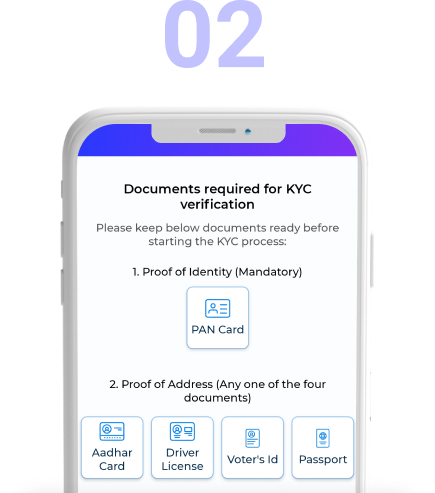 02
Documents required for KYC
verification
Please keep below documents ready before
starting the KYC process:
1. Proof of Identity (Mandatory)
PAN Card
2. Proof of Address (Any one of the four
documents)
Aadhar
Card
Driver
License
Voter's Id
Passport